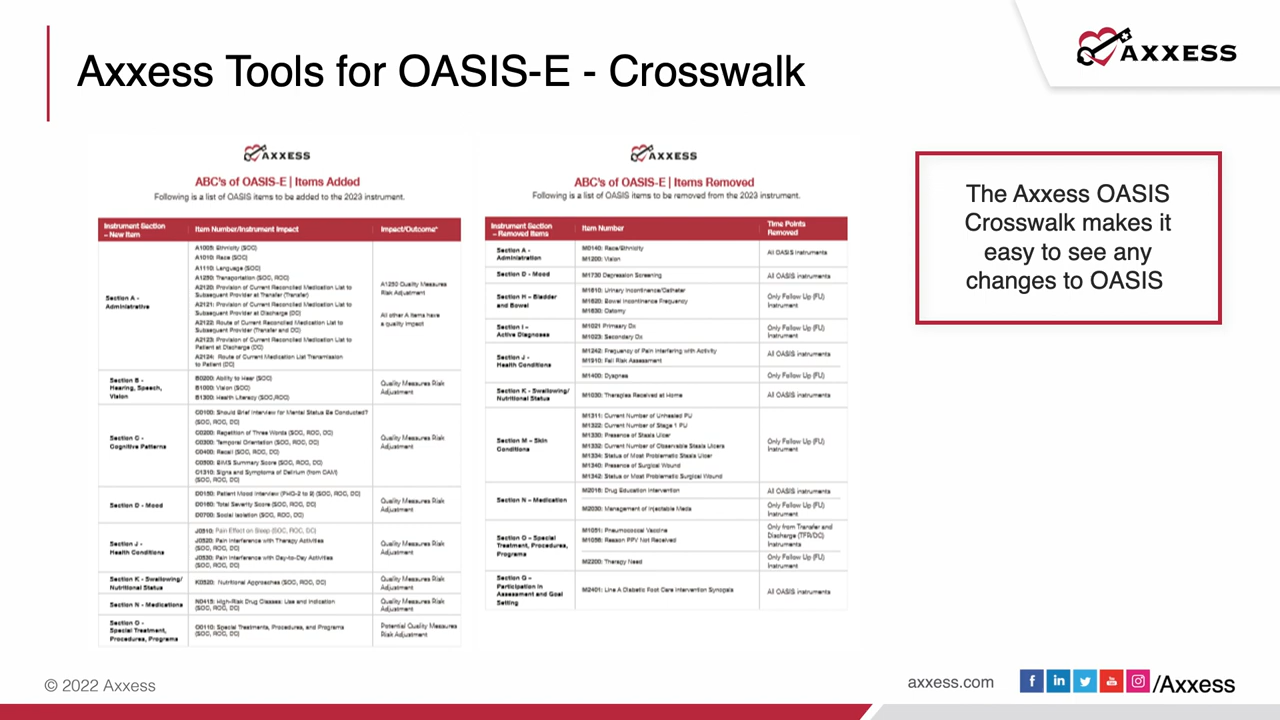 Axxess Tools for OASIS-E - Crosswalk
AXXESS
AXXESS
ABC's of OASIS-E | Items Added
Following is a list of OASIS items to be added to the 2023 instrument.
Instrument Section
– New Item
Item Number/Instrument Impact
Impact/Outcome*
Section A -
Administrative
A1005: Ethnicity (SOC)
A1010: Race (SOC)
A1110: Language (SOC)
A1250: Transportation (SOC, ROC)
A2120: Provision of Current Reconciled Medication List to
Subsequent Provider at Transfer (Transfer)
A2121: Provision of Current Reconciled Medication List to
Subsequent Provider at Discharge (DC)
A2122: Route of Current Reconciled Medication List to
Subsequent Provider (Transfer and DC)
A2123: Provision of Current Reconciled Medication List to
Patient at Discharge (DC)
A2124: Route of Current Medication List Transmission
to Patient (DC)
A1250 Quality Measures
Risk Adjustment
All other A items have
a quality impact
Section B -
Hearing, Speech,
Vision
B0200: Ability to Hear (SOC)
B1000: Vision (SOC)
B1300: Health Literacy (SOC,ROC)
Quality Measures Risk
Adjustment
Section C -
Cognitive Patterns
C0100: Should Brief Interview for Mental Status Be Conducted?
(SOC, ROC, DC)
C0200: Repetition of Three Words (SOC, ROC, DC)
C0300: Temporal Orientation (SOC, ROC, DC)
C0400: Recall (SOC, ROC, DC)
C0500: BIMS Summary Score (SOC, ROC, DC)
C1310: Signs and Symptoms of Delirium (from CAM)
(SOC, ROC, DC)
Quality Measures Risk
Adjustment
Section D - Mood
D0150: Patient Mood Interview (PHQ-2 to 9) (SOC, ROC, DC)
D0160: Total Severity Score (SOC, ROC, DC)
D0700: Social Isolation (SOC, ROC, DC)
Quality Measures Risk
Adjustment
Section J -
Health Conditions
J0510: Pain Effect on Sleep (SOC, ROC, DC)
J0520: Pain Interference with Therapy Activities
(SOC, ROC, DC)
J0530: Pain Interference with Day-to-Day Activities
(SOC, ROC, DC)
Quality Measures Risk
Adjustment
Section K - Swallowing/
Nutritional Status
K0520: Nutritional Approaches (SOC, ROC, DC)
Quality Measures Risk
Adjustment
Section N - Medications
N0415: High-Risk Drug Classes: Use and Indication
(SOC, ROC, DC)
Quality Measures Risk
Adjustment
Section O -
Special Treatment,
Procedures, Programs
O0110: Special Treatments, Procedures, and Programs
(SOC, ROC, DC)
Potential Quality Measures
Risk Adjustment
AXXESS
ABC's of OASIS-E | Items Removed
Following is a list of OASIS items to be removed from the 2023 instrument.
Instrument Section
– Removed Items
Item Number
Time Points
Removed
Section A -
Administration
M0140: Race/Ethnicity
M1200: Vision
All OASIS instruments
Section D - Mood
M1730 Depression Screening
All OASIS instruments
Section H – Bladder
and Bowel
M1610: Urinary Incontinence/Catheter
M1620: Bowel Incontinence Frequency
M1630: Ostomy
Only Follow Up (FU)
Instrument
Section I –
Active Diagnoses
M1021 Primary Dx
M1023: Secondary Dx
Only Follow Up (FU)
Instrument
Section J -
Health Conditions
M1242: Frequency of Pain Interfering with Activity
M1910: Fall Risk Assessment
All OASIS instruments
M1400: Dyspnea
Only Follow Up (FU)
Section K - Swallowing/
Nutritional Status
M1030: Therapies Received at Home
All OASIS instruments
Section M – Skin
Conditions
M1311: Current Number of Unhealed PU
M1322: Current Number of Stage 1 PU
M1330: Presence of Stasis Ulcer
M1332: Current Number of Observable Stasis Ulcers
M1334: Status of Most Problematic Stasis Ulcer
M1340: Presence of Surgical Wound
M1342: Status or Most Problematic Surgical Wound
Only Follow Up (FU)
Instrument
Section N – Medication
M2016: Drug Education Intervention
All OASIS instruments
M2030: Management of Injectable Meds
Only Follow Up (FU)
Instrument
Section O – Special
Treatment, Procedures,
Programs
M1051: Pneumococcal Vaccine
M1056: Reason PPV Not Received
Only from Transfer and
Discharge (TFR/DC)
Instruments
M2200: Therapy Need
Only Follow Up (FU)
Instrument
Section Q –
Participation in
Assessment and Goal
Setting
M2401: Line A Diabetic Foot Care Intervention Synopsis
All OASIS instruments
The Axxess OASIS
Crosswalk makes it
easy to see any
changes to OASIS
© 2022 Axxess
axxess.com
/Axxess